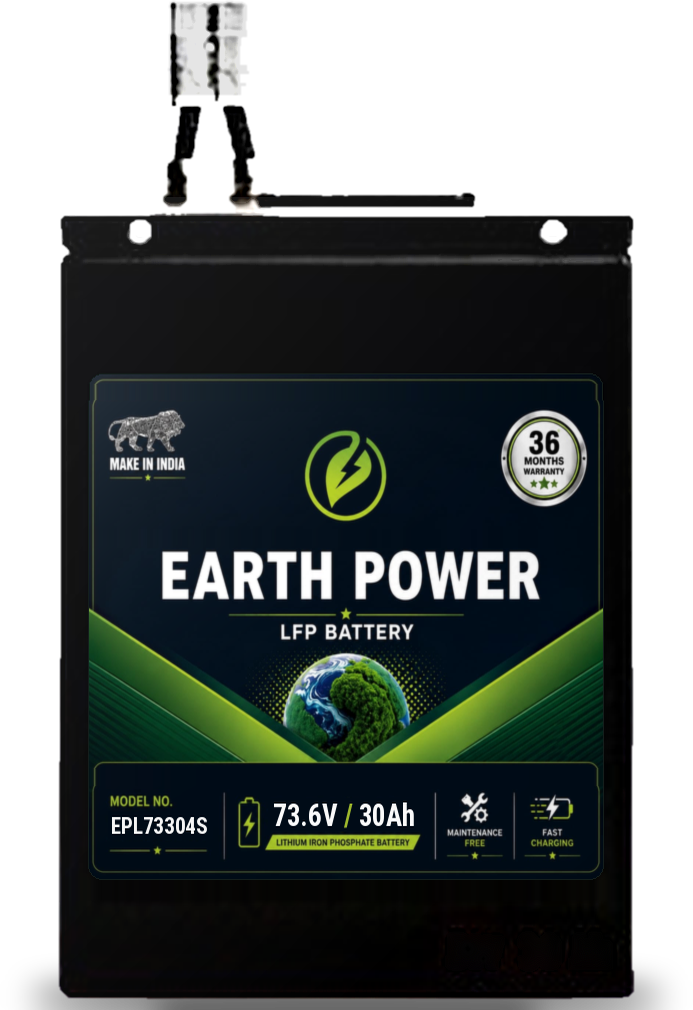 MAKE IN INDIA
36
MONTHS
WARRANTY
EARTH POWER
LFP BATTERY
MODEL NO.
EPL73304S
73.6V / 30Ah
LITHIUM IRON PHOSPHATE BATTERY
MAINTENANCE
FREE
FAST
CHARGING